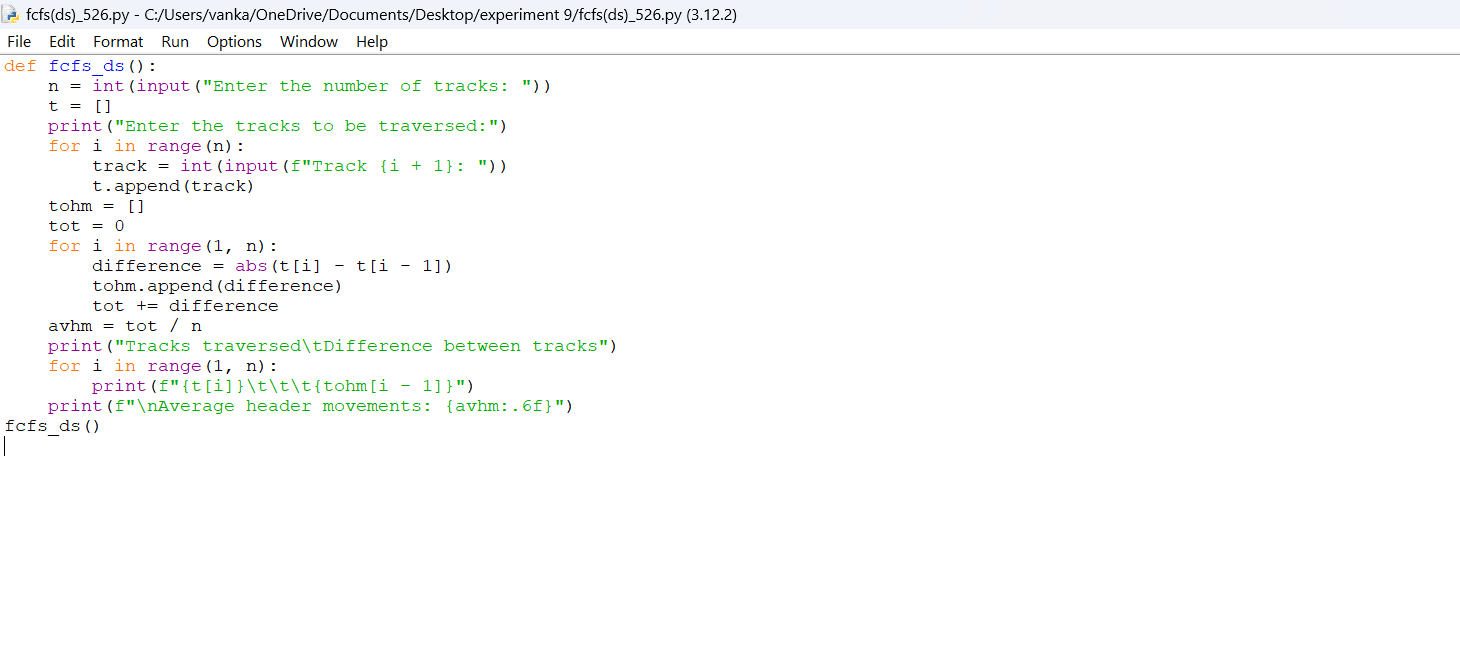 fcfs(ds)_526.py - C:/Users/vanka/OneDrive/Documents/Desktop/experiment 9/fcfs(ds)_526.py (3.12.2)
File Edit Format Run Options Window Help
def fcfs_ds():
    n = int(input("Enter the number of tracks: "))
    t = []
    print("Enter the tracks to be traversed:")
    for i in range(n):
        track = int(input(f"Track {i + 1}: "))
        t.append(track)
    tohm = []
    tot = 0
    for i in range(1, n):
        difference = abs(t[i] - t[i - 1])
        tohm.append(difference)
        tot += difference
    avhm = tot / n
    print("Tracks traversed\tDifference between tracks")
    for i in range(1, n):
        print(f"{t[i]}\t\t\t{tohm[i - 1]}")
    print(f"\nAverage header movements: {avhm:.6f}")
fcfs_ds()